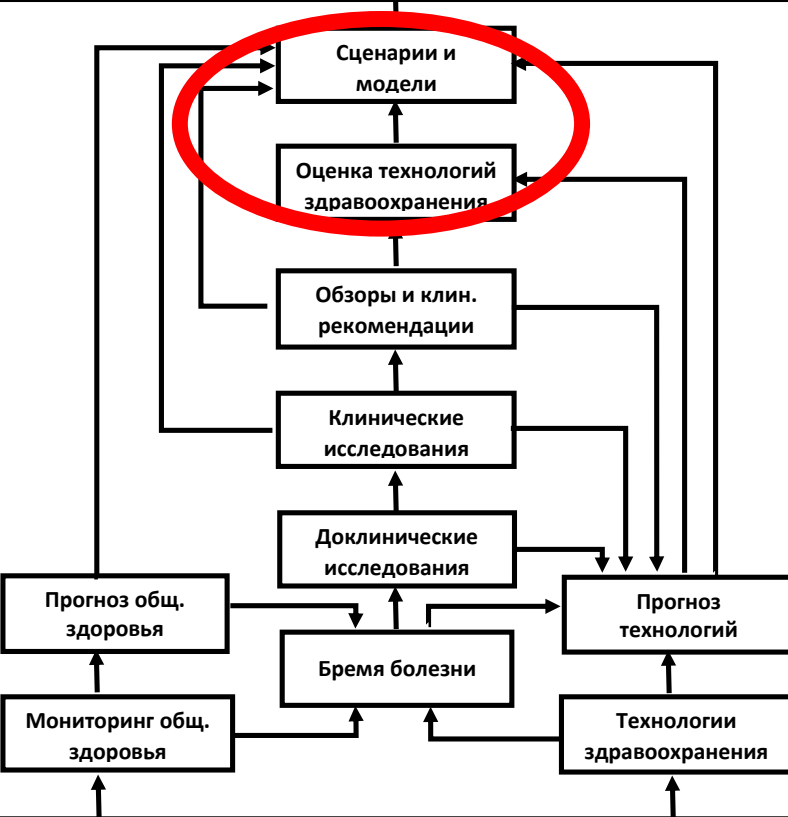 Сценарии и
модели
Оценка технологий
здравоохранения
Обзоры и клин.
рекомендации
Клинические
исследования
Доклинические
исследования
Прогноз общ.
здоровья
Прогноз
технологий
Бремя болезни
Мониторинг общ.
здоровья
Технологии
здравоохранения